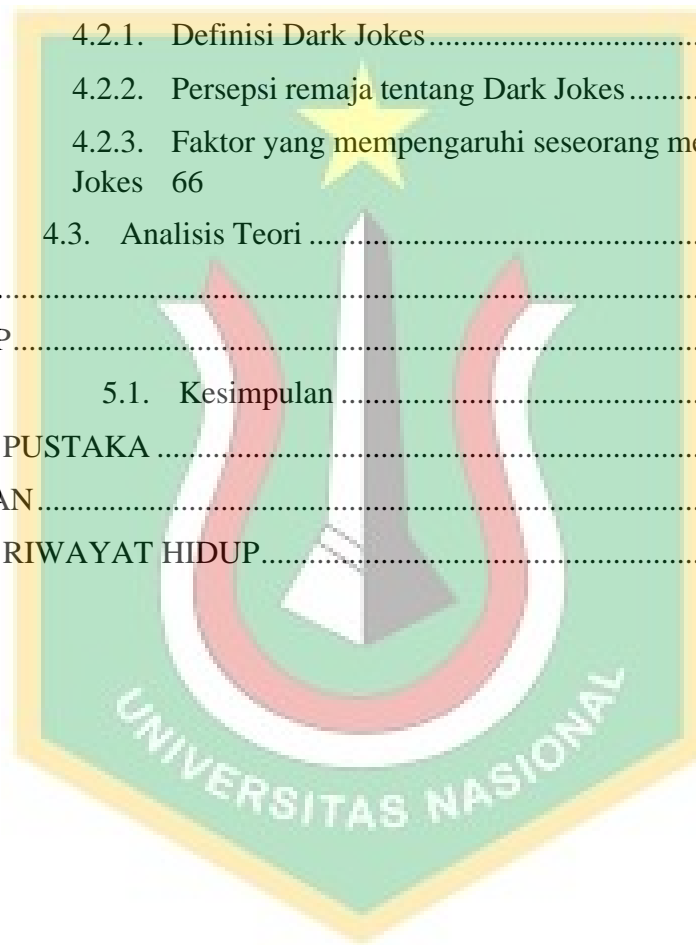 4.2.1. Definisi Dark Jokes..............................
4.2.2. Persepsi remaja tentang Dark Jokes.........
4.2.3. Faktor yang mempengaruhi seseorang me
Jokes 66
4.3. Analisis Teori..................................................
................................................................................
P..............................................................................
5.1. Kesimpulan..............................................
PUSTAKA...............................................................
AN...........................................................................
RIWAYAT HIDUP....................................................
UNIVERSITAS NASIONAL